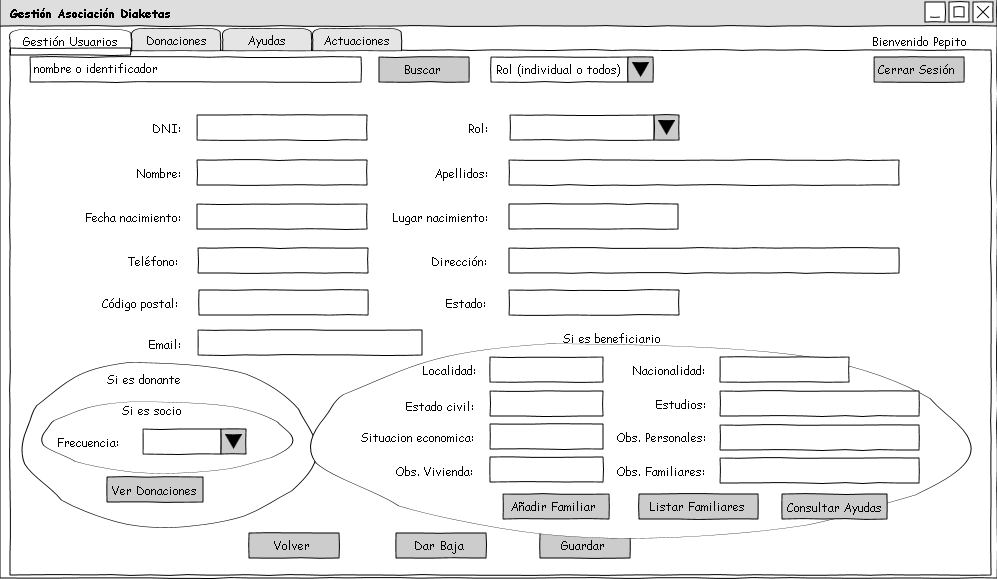 Gestión Asociación Diaketas
Gestión Usuarios Donaciones Ayudas Actuaciones Bienvenido Pepito
nombre o identificador Buscar Rol (individual o todos) Cerrar Sesión
DNI: Rol:
Nombre: Apellidos:
Fecha nacimiento: Lugar nacimiento:
Teléfono: Dirección:
Código postal: Estado:
Email:
Si es beneficiario
Localidad: Nacionalidad:
Si es donante
Estado civil: Estudios:
Si es socio
Frecuencia: Situacion economica: Obs. Personales:
Obs. Vivienda: Obs. Familiares:
Ver Donaciones
Añadir Familiar Listar Familiares Consultar Ayudas
Volver Dar Baja Guardar